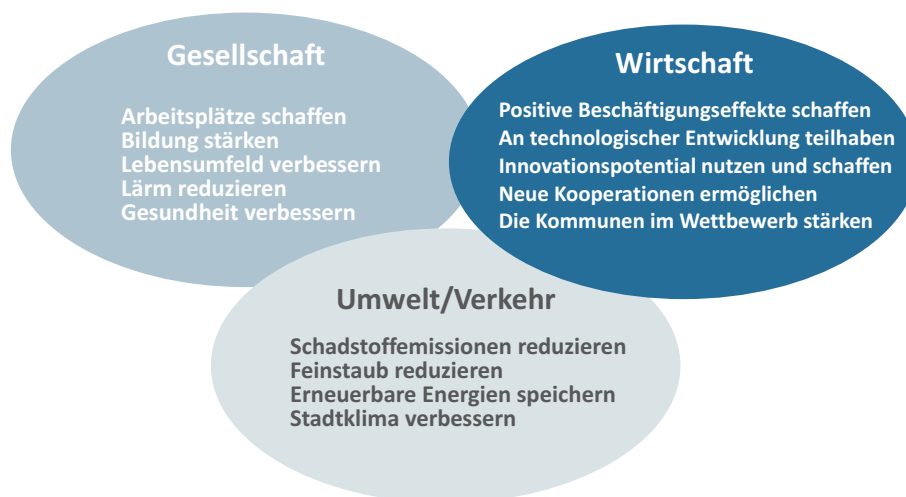 Gesellschaft
Arbeitsplätze schaffen
Bildung stärken
Lebensumfeld verbessern
Lärm reduzieren
Gesundheit verbessern
Wirtschaft
Positive Beschäftigungseffekte schaffen
An technologischer Entwicklung teilhaben
Innovationspotential nutzen und schaffen
Neue Kooperationen ermöglichen
Die Kommunen im Wettbewerb stärken
Umwelt/Verkehr
Schadstoffemissionen reduzieren
Feinstaub reduzieren
Erneuerbare Energien speichern
Stadtklima verbessern